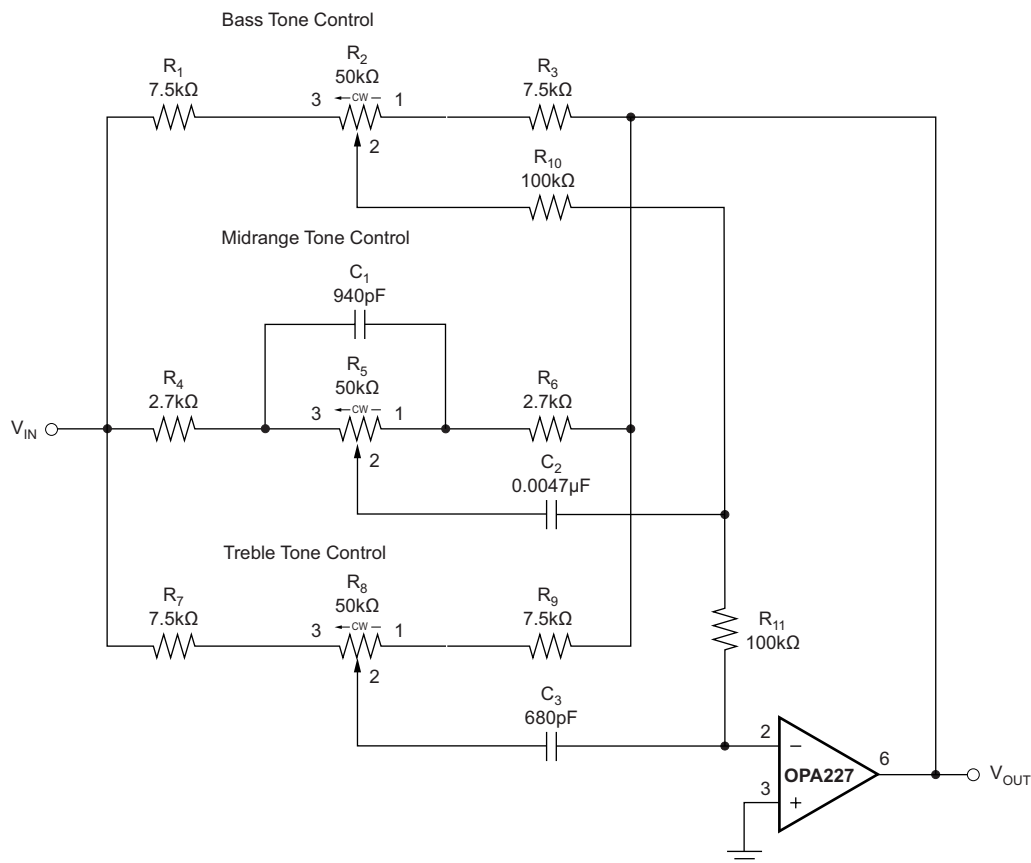 Bass Tone Control
R1
7.5kΩ
R2
50kΩ
R3
7.5kΩ
3
CW
1
2
R10
100kΩ
Midrange Tone Control
C1
940pF
R4
2.7kΩ
R5
50kΩ
R6
2.7kΩ
3
CW
1
VIN
2
C2
0.0047µF
Treble Tone Control
R7
7.5kΩ
R8
50kΩ
R9
7.5kΩ
3
CW
1
2
R11
100kΩ
C3
680pF
2
−
6
OPA227
3
+
VOUT